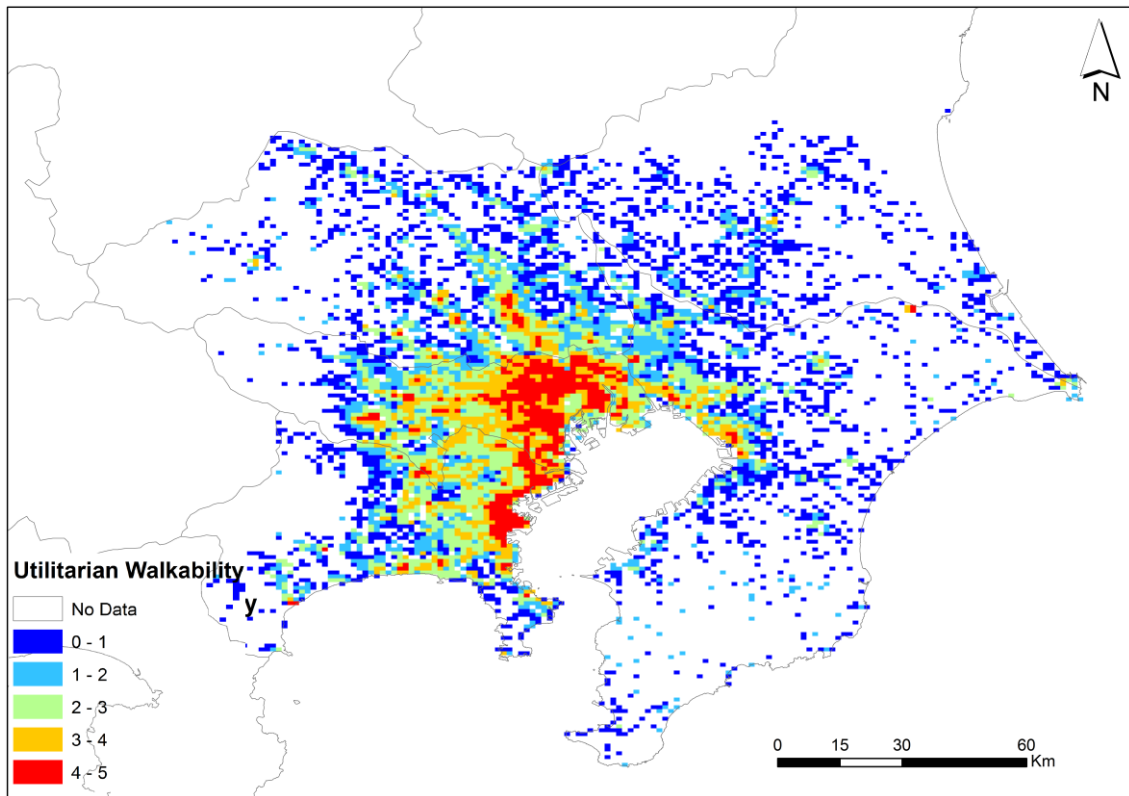 N
Utilitarian Walkability
y
No Data
0 - 1
1 - 2
2 - 3
3 - 4
4 - 5
0 15 30 60
Km